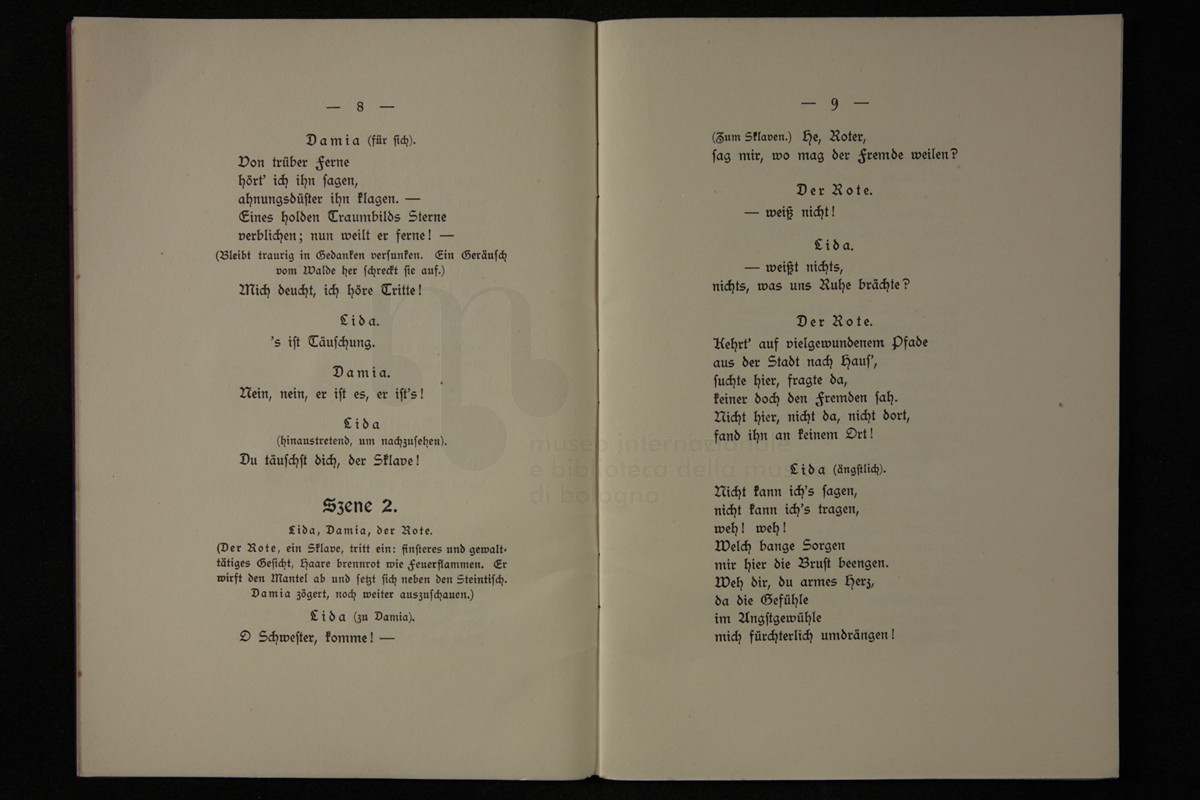 — 8 —
Damia (für sich).
Von trüber Ferne
hört' ich ihn sagen,
ahnungsdüster ihn klagen. —
Eines holden Traumbilds Sterne
verblichen; nun weilt er ferne! —
(Bleibt traurig in Gedanken versunken. Ein Geräusch
vom Walde her schreckt sie auf.)
Mich deucht, ich höre Tritte!
Lida.
's ist Täuschung.
Damia.
Nein, nein, er ist es, er ist's!
Lida
(hinaustretend, um nachzusehen).
Du täuschst dich, der Sklave!
Szene 2.
Lida, Damia, der Rote.
(Der Rote, ein Sklave, tritt ein: finsteres und gewalt-
tätiges Gesicht, Haare brennrot wie Feuerflammen. Er
wirft den Mantel ab und setzt sich neben den Steintisch.
Damia zögert, noch weiter auszuschauen.)
Lida (zu Damia).
O Schwester, komme! —
— 9 —
(Zum Sklaven.) He, Roter,
sag mir, wo mag der Fremde weilen?
Der Rote.
— weiß nicht!
Lida.
— weißt nichts,
nichts, was uns Ruhe brächte?
Der Rote.
Kehrt' auf vielgewundenem Pfade
aus der Stadt nach Haus',
suchte hier, fragte da,
keiner doch den Fremden sah.
Nicht hier, nicht da, nicht dort,
fand ihn an keinem Ort!
Lida (ängstlich).
Nicht kann ich's sagen,
nicht kann ich's tragen,
weh! weh!
Welch bange Sorgen
mir hier die Brust beengen.
Weh dir, du armes Herz,
da die Gefühle
im Angstgewühle
mich fürchterlich umdrängen!
museo internazionale
e biblioteca della musica
di bologna